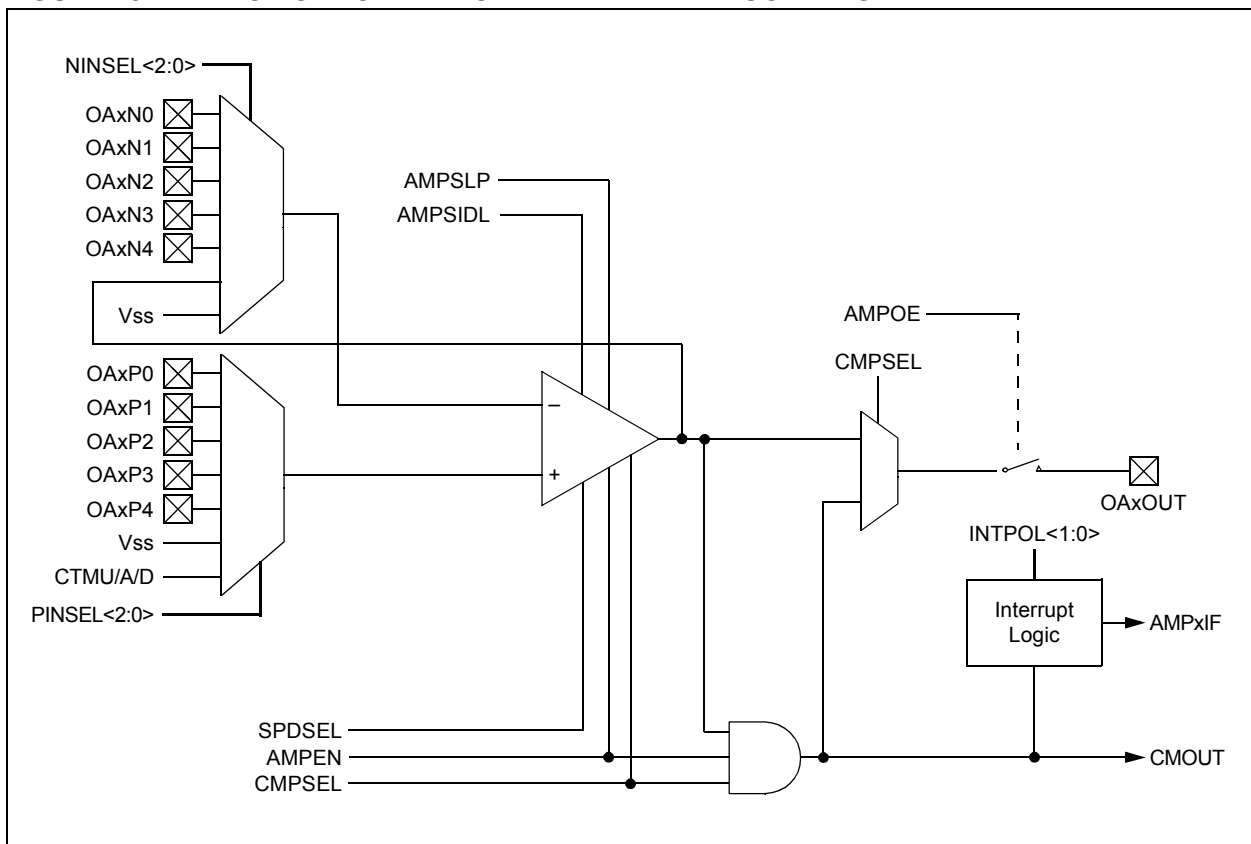 NINSEL<2:0>
OAxN0
OAxN1
OAxN2
OAxN3
OAxN4
Vss
AMPSLP
AMPSIDL
OAxP0
OAxP1
OAxP2
OAxP3
OAxP4
Vss
CTMU/A/D
PINSEL<2:0>
–
+
AMPOE
CMPSEL
OAxOUT
INTPOL<1:0>
Interrupt
Logic
AMPxIF
SPDSEL
AMPEN
CMPSEL
CMOUT